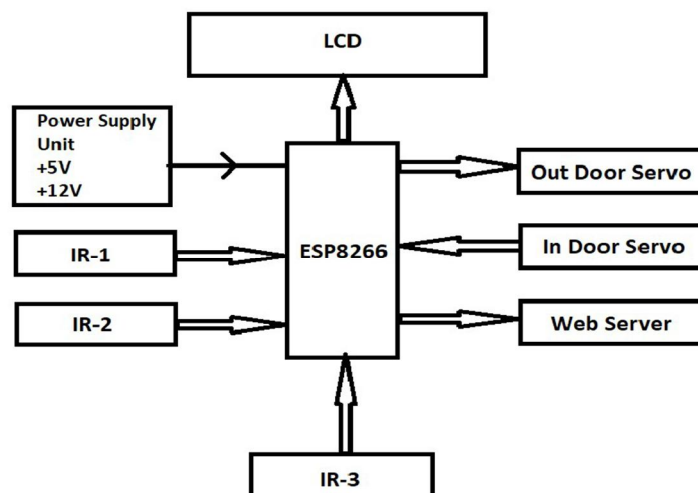 LCD
Power Supply
Unit
+5V
+12V
Out Door Servo
IR-1
ESP8266
In Door Servo
IR-2
Web Server
IR-3